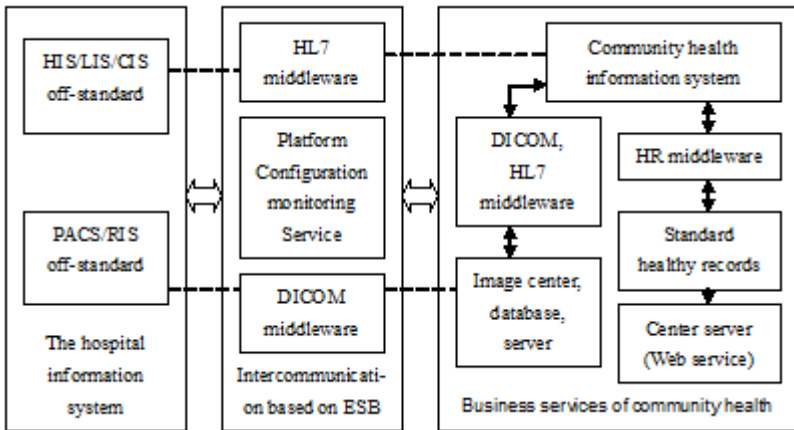 HIS/LIS/CIS
off-standard
PACS/RIS
off-standard
The hospital
information
system
HL7
middleware
Platform
Configuration
monitoring
Service
DICOM
middleware
Intercommunicati-
on based on ESB
Community health
information system
DICOM,
HL7
middleware
HR middleware
Image center,
database,
server
Standard
healthy records
Center server
(Web service)
Business services of community health